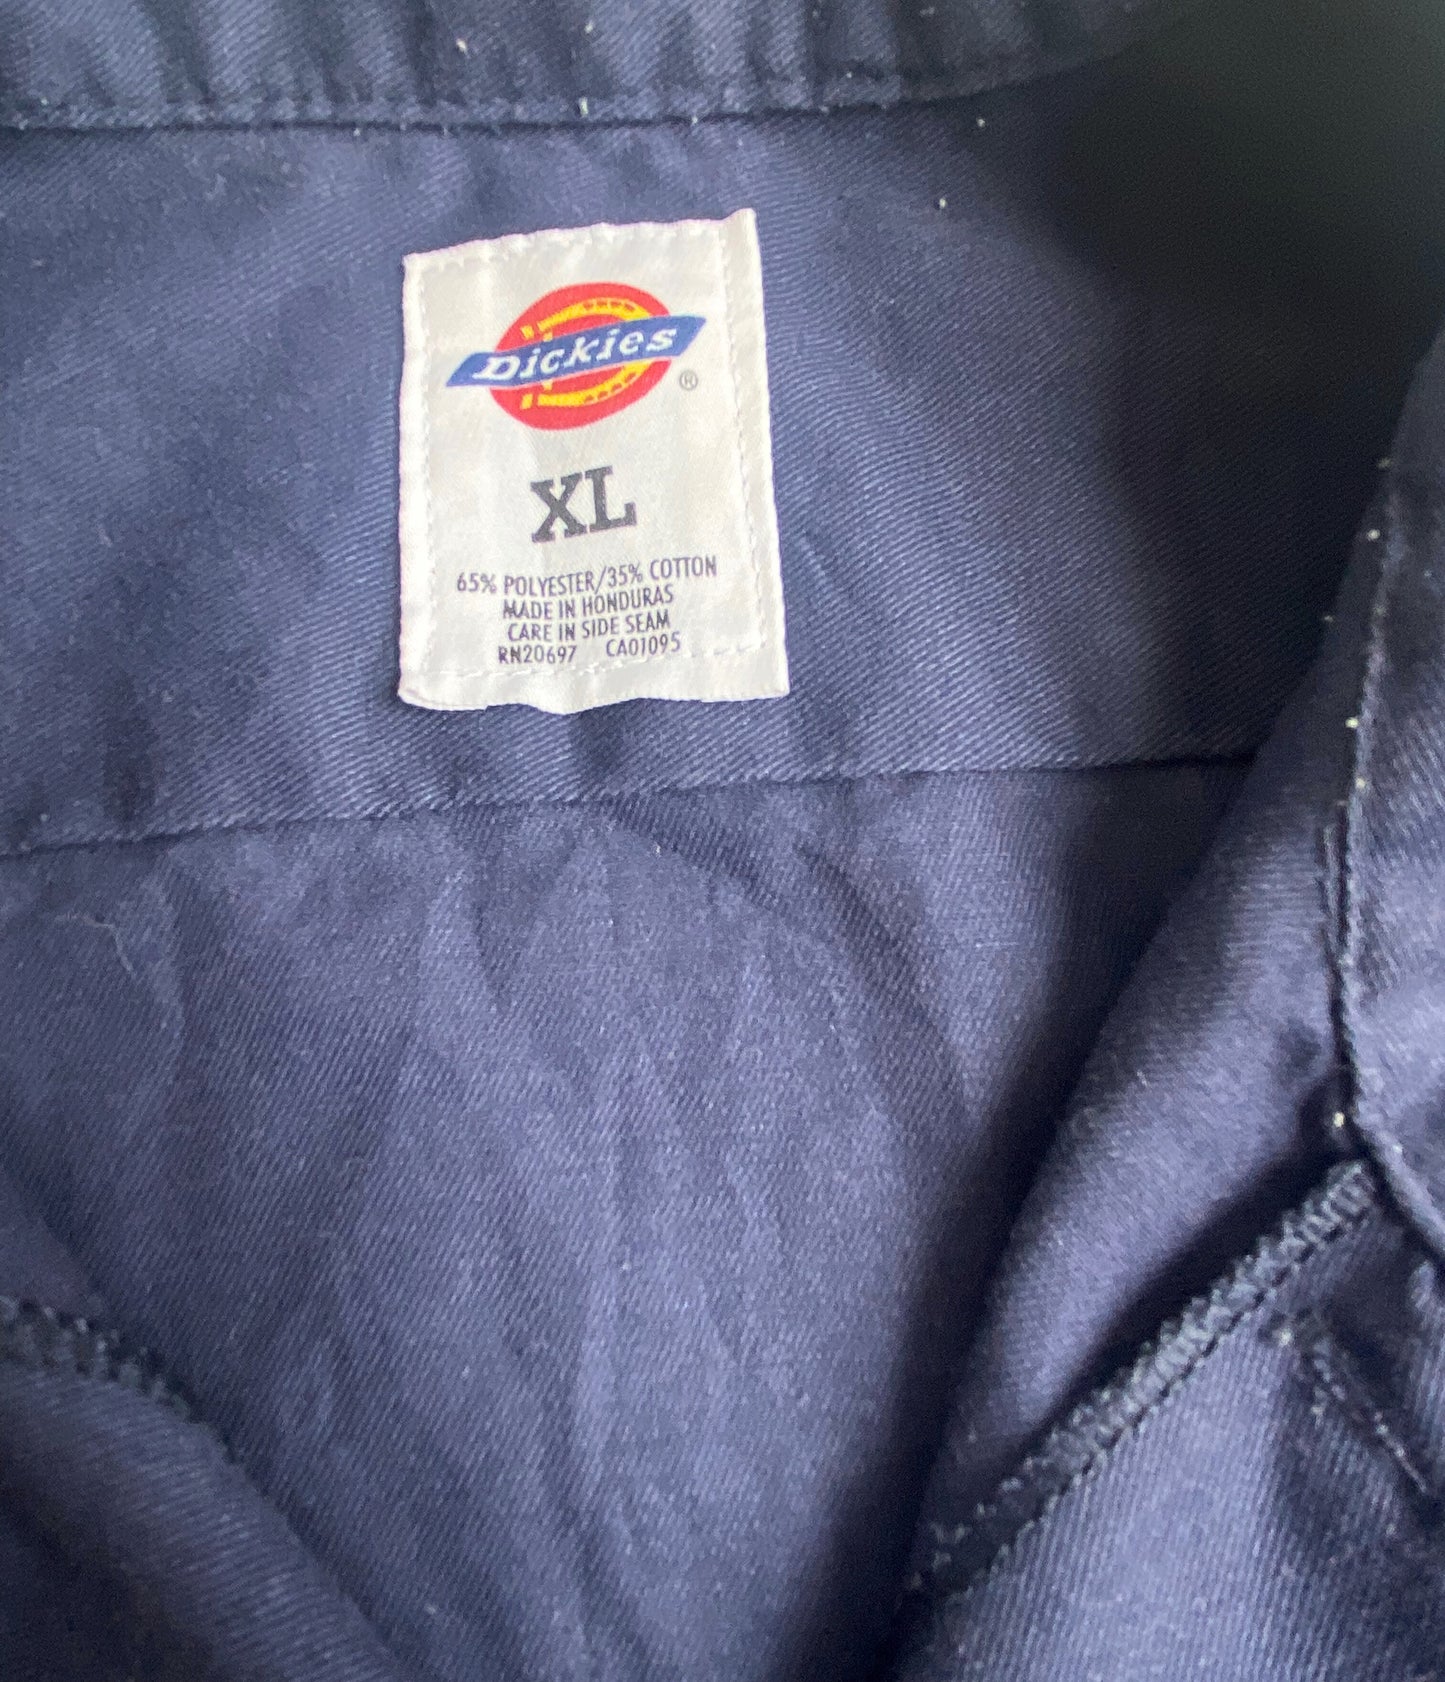 Dickies
®
XL
65% POLYESTER/35% COTTON
MADE IN HONDURAS
CARE IN SIDE SEAM
RN20697 CA01095